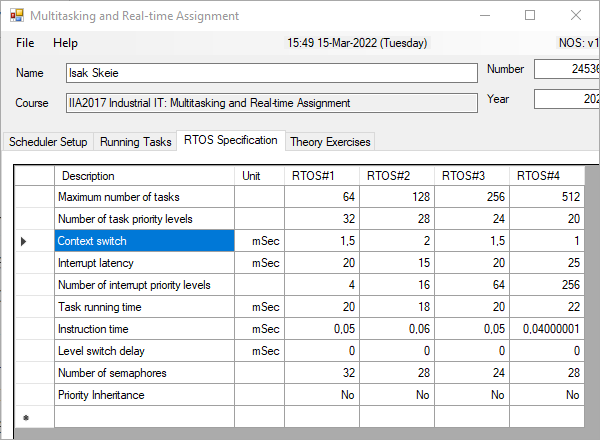 Multitasking and Real-time Assignment
File Help 15:49 15-Mar-2022 (Tuesday) NOS: v1
Name Isak Skeie Number 24536
Course IIA2017 Industrial IT: Multitasking and Real-time Assignment Year 202
Scheduler Setup Running Tasks RTOS Specification Theory Exercises
Description Unit RTOS#1 RTOS#2 RTOS#3 RTOS#4
Maximum number of tasks 64 128 256 512
Number of task priority levels 32 28 24 20
Context switch mSec 1,5 2 1,5 1
Interrupt latency mSec 20 15 20 25
Number of interrupt priority levels 4 16 64 256
Task running time mSec 20 18 20 22
Instruction time mSec 0,05 0,06 0,05 0,04000001
Level switch delay mSec 0 0 0 0
Number of semaphores 32 28 24 28
Priority Inheritance No No No No